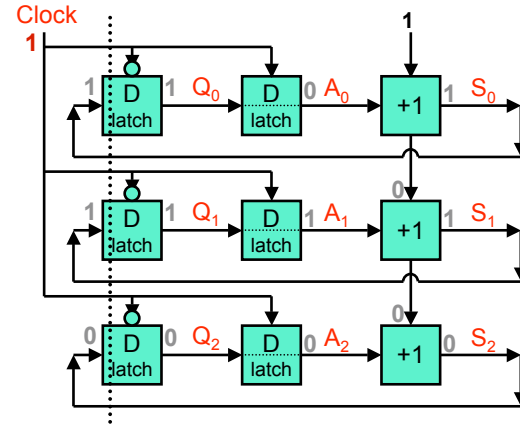 Clock
1
1
1 D latch 1 Q0 D latch 0 A0 +1 1 S0
0
1 D latch 1 Q1 D latch 1 A1 +1 1 S1
0
0 D latch 0 Q2 D latch 0 A2 +1 0 S2